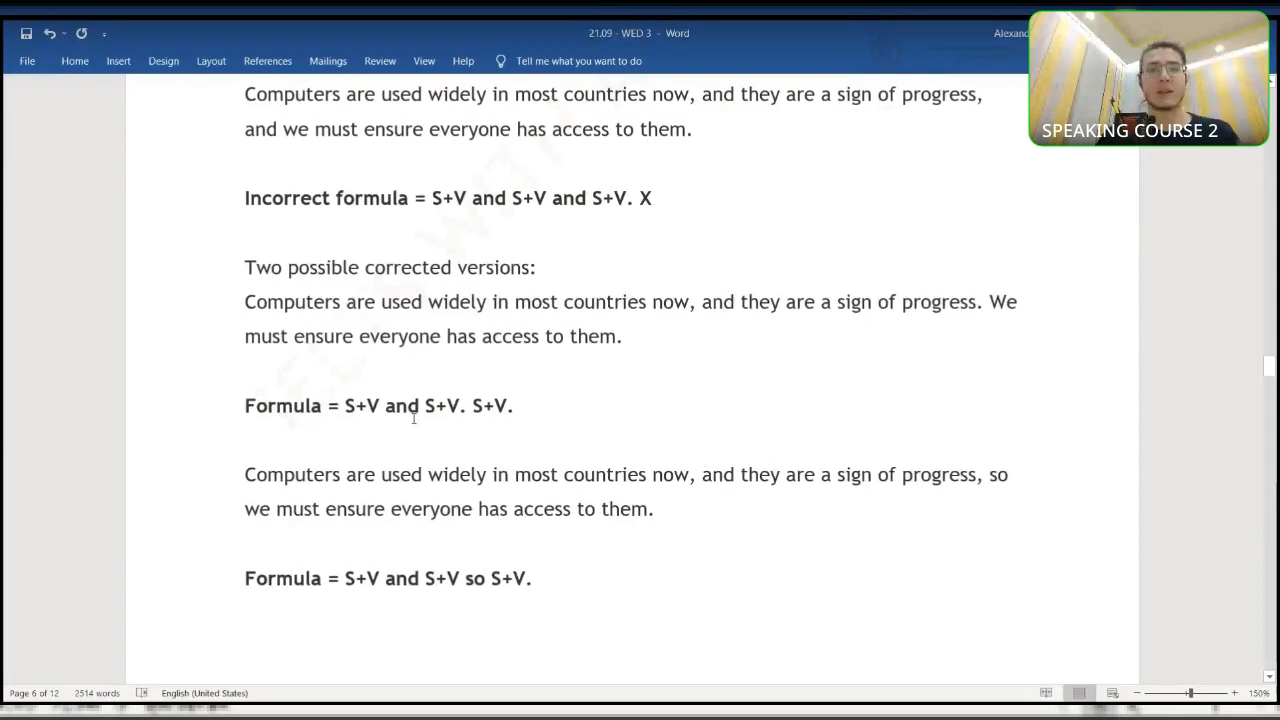 21.09 - WED 3 - Word
Alexand
File Home Insert Design Layout References Mailings Review View Help Tell me what you want to do
SPEAKING COURSE 2
Computers are used widely in most countries now, and they are a sign of progress,
and we must ensure everyone has access to them.
Incorrect formula = S+V and S+V and S+V. X
Two possible corrected versions:
Computers are used widely in most countries now, and they are a sign of progress. We
must ensure everyone has access to them.
Formula = S+V and S+V. S+V.
Computers are used widely in most countries now, and they are a sign of progress, so
we must ensure everyone has access to them.
Formula = S+V and S+V so S+V.
Page 6 of 12 2514 words English (United States) 150%